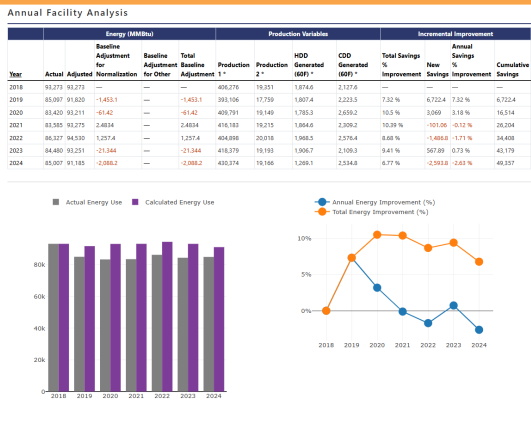 Annual Facility Analysis
Energy (MMBtu) Production Variables Incremental Improvement
Year Actual Adjusted Baseline Adjustment for Normalization Baseline Adjustment for Other Total Baseline Adjustment Production 1 * Production 2 * HDD Generated (60F) * CDD Generated (60F) * Total Savings % Improvement New Savings Annual Savings % Improvement Cumulative Savings
2018 93,273 93,273 — — — 406,276 19,351 1,874.6 2,127.6 — — — —
2019 85,097 91,820 -1,453.1 — -1,453.1 393,106 17,759 1,807.4 2,223.5 7.32 % 6,722.4 7.32 % 6,722.4
2020 83,420 93,211 -61.42 — -61.42 409,791 19,149 1,785.3 2,659.2 10.5 % 3,069 3.18 % 16,514
2021 83,585 93,275 2.4834 — 2.4834 416,183 19,215 1,864.6 2,309.2 10.39 % -101.06 -0.12 % 26,204
2022 86,327 94,530 1,257.4 — 1,257.4 404,898 20,018 1,968.5 2,576.4 8.68 % -1,486.8 -1.71 % 34,408
2023 84,480 93,251 -21.344 — -21.344 418,379 19,193 1,906.7 2,109.3 9.41 % 567.89 0.73 % 43,179
2024 85,007 91,185 -2,088.2 — -2,088.2 430,374 19,166 1,269.1 2,534.8 6.77 % -2,593.8 -2.63 % 49,357
Actual Energy Use Calculated Energy Use
80k
60k
40k
20k
0
2018 2019 2020 2021 2022 2023 2024
Annual Energy Improvement (%)
Total Energy Improvement (%)
10%
5%
0%
2018 2019 2020 2021 2022 2023 2024